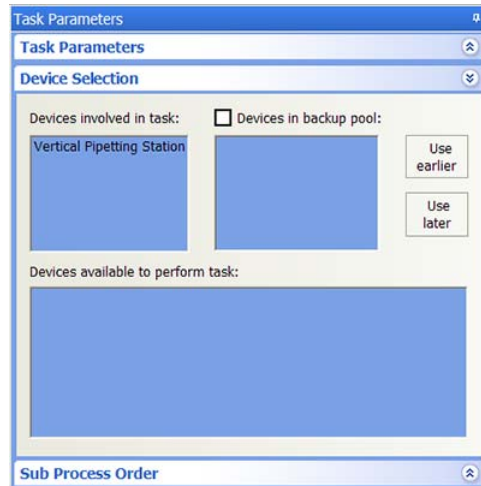 Task Parameters
Task Parameters
Device Selection
Devices involved in task:
Devices in backup pool:
Vertical Pipetting Station
Use
earlier
Use
later
Devices available to perform task:
Sub Process Order